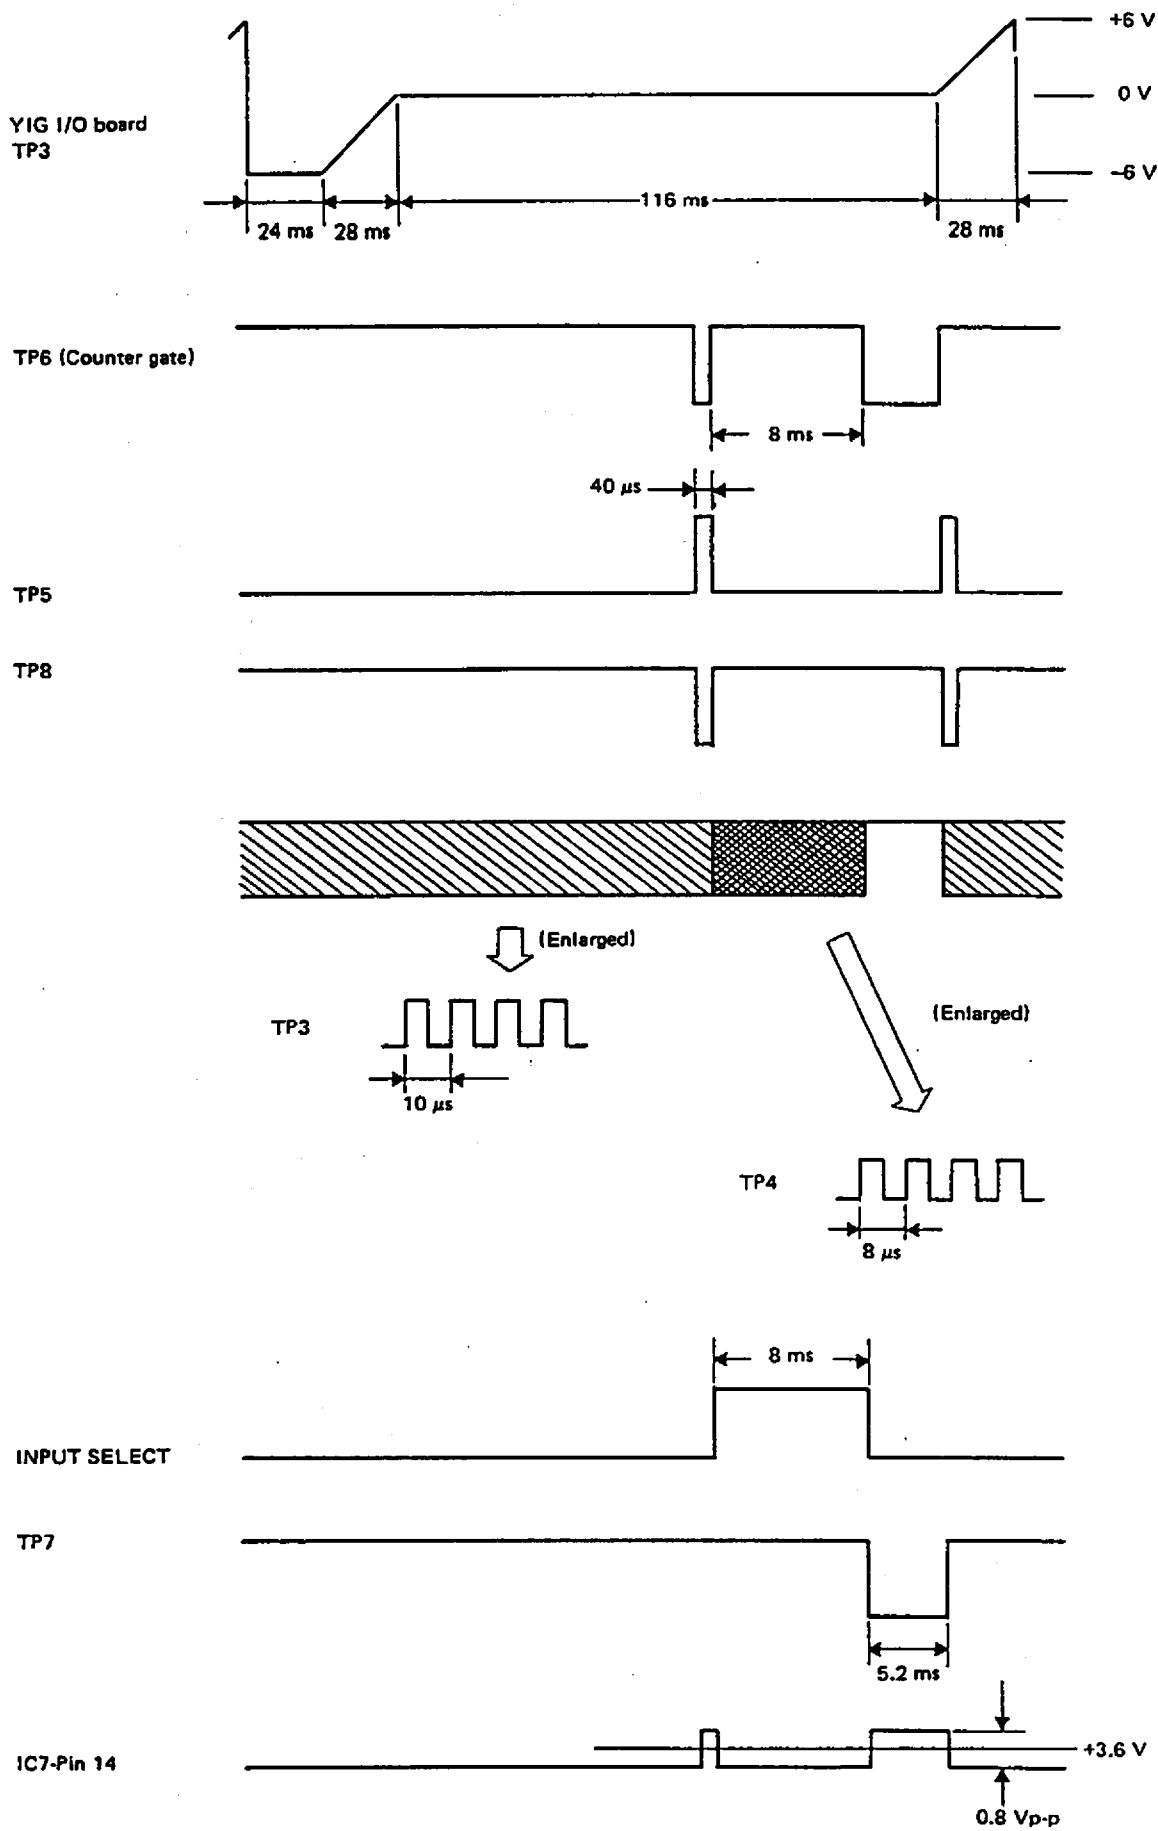 +6 V
0 V
YIG I/O board
TP3
–6 V
116 ms
24 ms
28 ms
28 ms
TP6 (Counter gate)
8 ms
40 µs
TP5
TP8
(Enlarged)
(Enlarged)
TP3
10 µs
TP4
8 µs
8 ms
INPUT SELECT
TP7
5.2 ms
+3.6 V
IC7-Pin 14
0.8 Vp-p